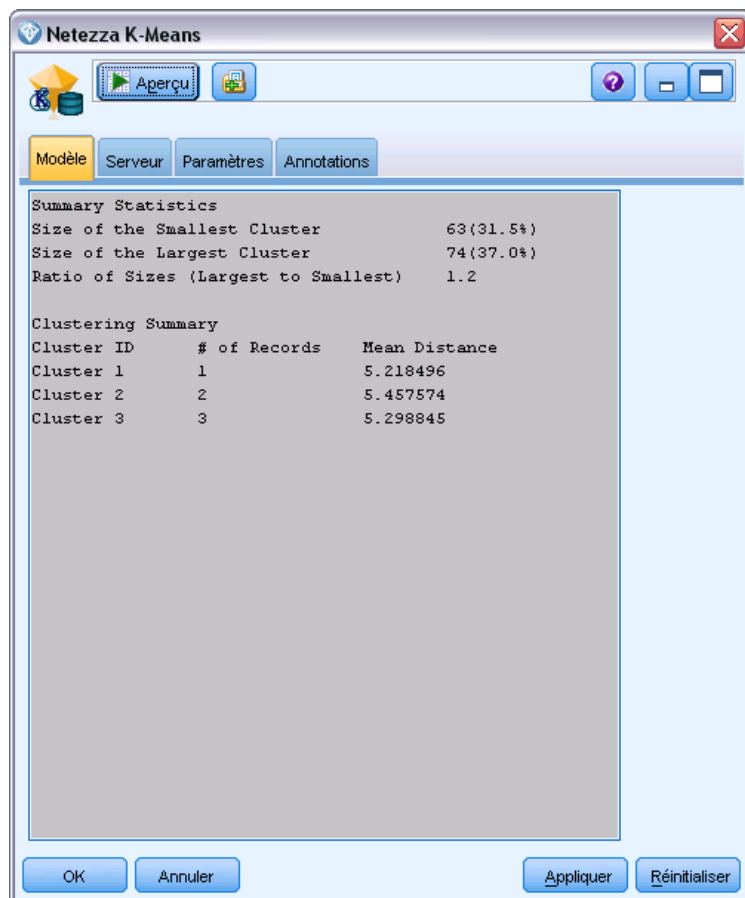 Netezza K-Means
Aperçu
Modèle Serveur Paramètres Annotations
Summary Statistics
Size of the Smallest Cluster 63(31.5%)
Size of the Largest Cluster 74(37.0%)
Ratio of Sizes (Largest to Smallest) 1.2
Clustering Summary
Cluster ID # of Records Mean Distance
Cluster 1 1 5.218496
Cluster 2 2 5.457574
Cluster 3 3 5.298845
OK Annuler Appliquer Réinitialiser